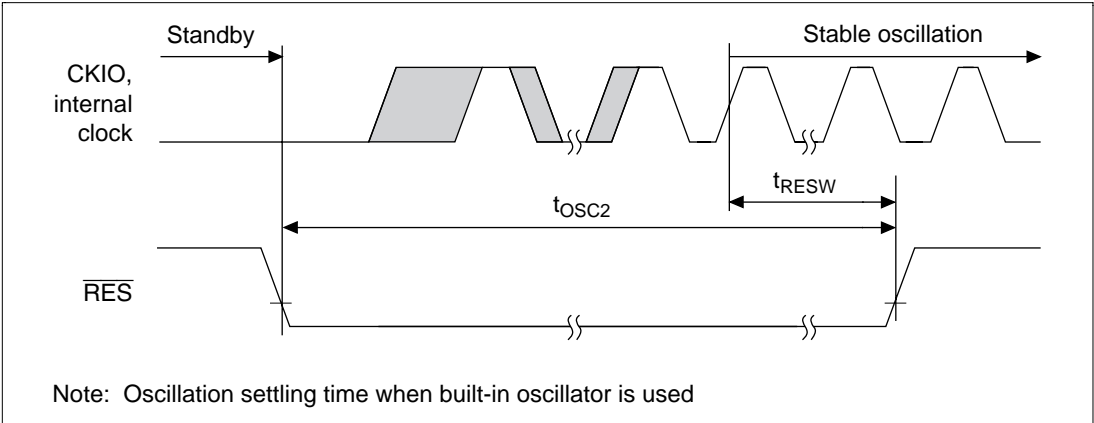 Standby
Stable oscillation
CKIO,
internal
clock
tRESW
tOSC2
RES
Note: Oscillation settling time when built-in oscillator is used